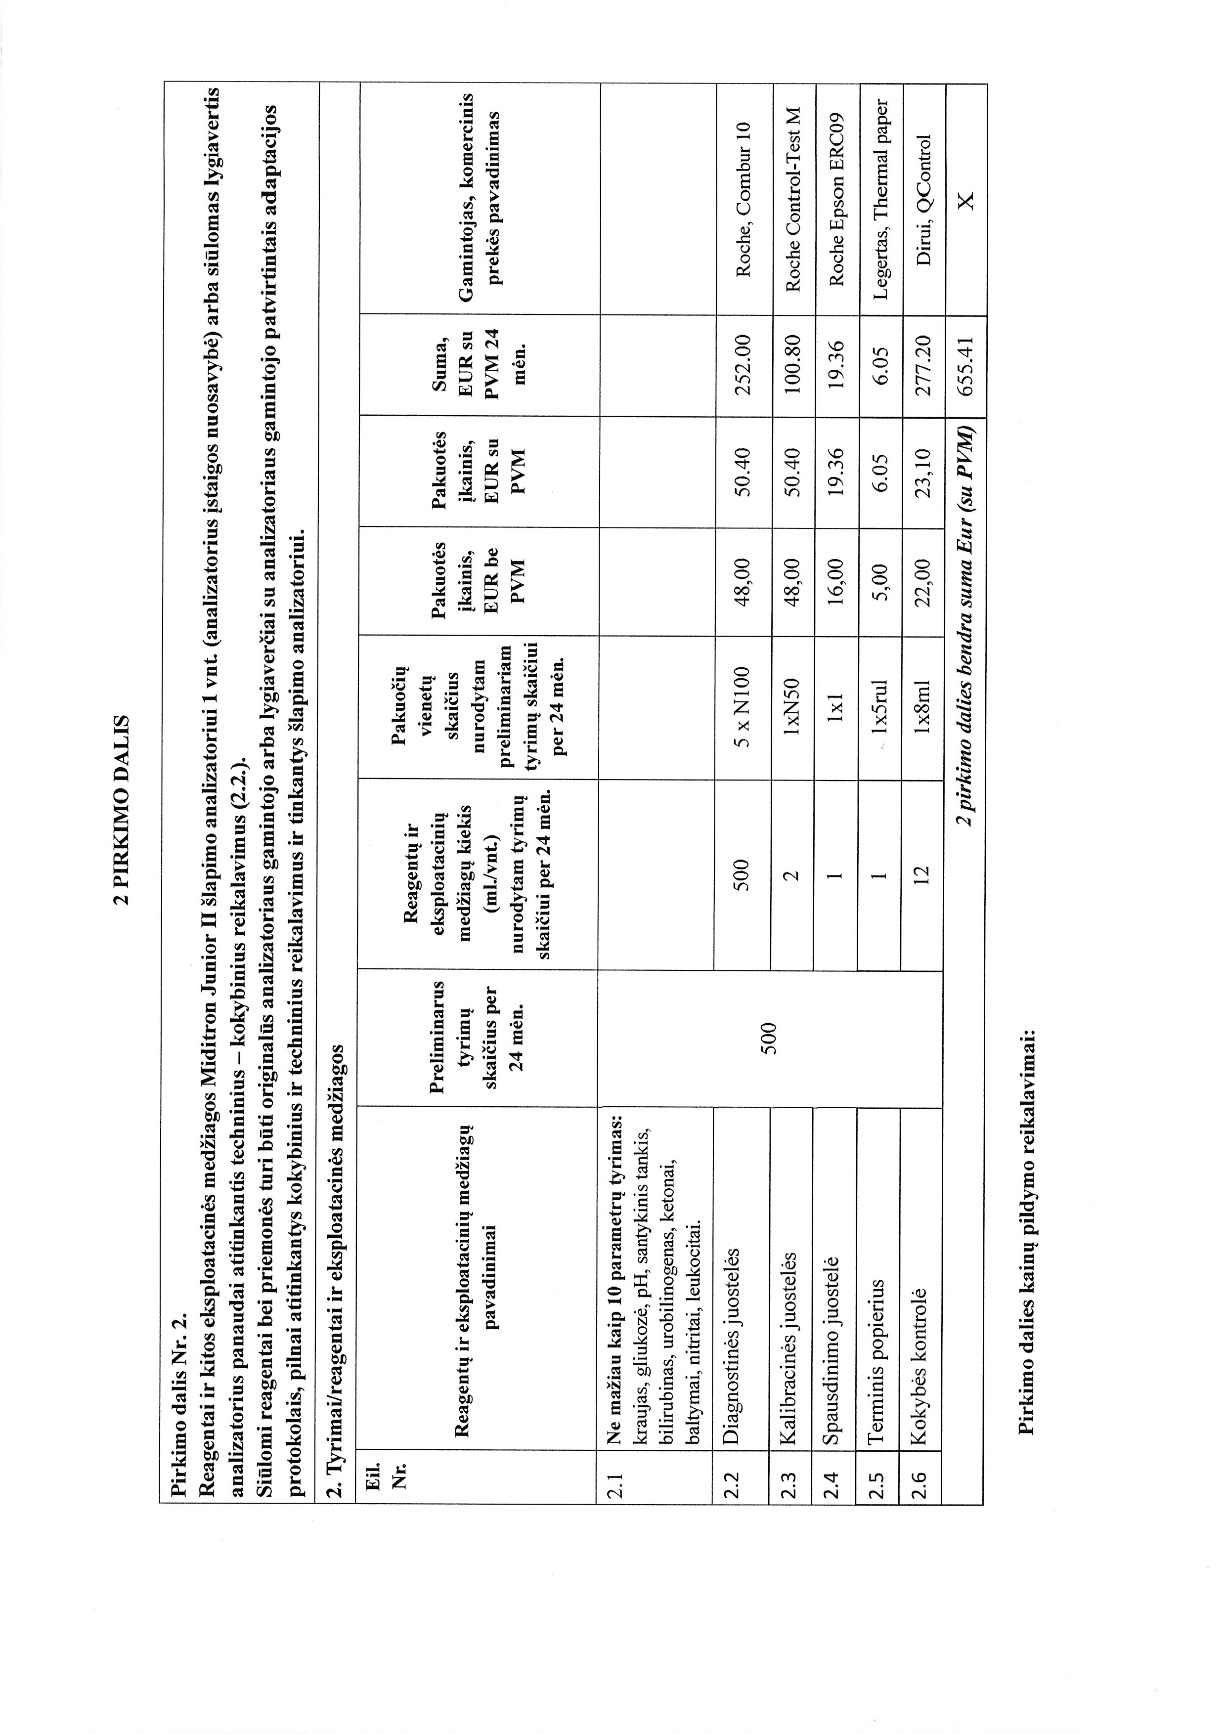 2 PIRKIMO DALIS
Pirkimo dalis Nr. 2.
Reagentai ir kitos eksploatacinės medžiagos Miditron Junior II šlapimo analizatoriui 1 vnt. (analizatorius įstaigos nuosavybė) arba siūlomas lygiavertis
analizatorius panaudai atitinkantis techninius – kokybinius reikalavimus (2.2.).
Siūlomi reagentai bei priemonės turi būti originalūs analizatoriaus gamintojo arba lygiaverčiai su analizatoriaus gamintojo patvirtintais adaptacijos
protokolais, pilnai atitinkantys kokybinius ir techninius reikalavimus ir tinkantys šlapimo analizatoriui.
2. Tyrimai/reagentai ir eksploatacinės medžiagos
Eil.
Nr.
Reagentų ir eksploatacinių medžiagų
pavadinimai
Preliminarus
tyrimų
skaičius per
24 mėn.
Reagentų ir
eksploatacinių
medžiagų kiekis
(ml./vnt.)
nurodytam tyrimų
skaičiui per 24 mėn.
Pakuočių
vienetų
skaičius
nurodytam
preliminariam
tyrimų skaičiui
per 24 mėn.
Pakuotės
įkainis,
EUR be
PVM
Pakuotės
įkainis,
EUR su
PVM
Suma,
EUR su
PVM 24
mėn.
Gamintojas, komercinis
prekės pavadinimas
2.1
Ne mažiau kaip 10 parametrų tyrimas:
kraujas, gliukozė, pH, santykinis tankis,
bilirubinas, urobilinogenas, ketonai,
baltymai, nitritai, leukocitai.
500
2.2 Diagnostinės juostelės 500 5 x N100 48,00 50.40 252.00 Roche, Combur 10
2.3 Kalibracinės juostelės 2 1xN50 48,00 50.40 100.80 Roche Control-Test M
2.4 Spausdinimo juostelė 1 1x1 16,00 19.36 19.36 Roche Epson ERC09
2.5 Terminis popierius 1 1x5rul 5,00 6.05 6.05 Legertas, Thermal paper
2.6 Kokybės kontrolė 12 1x8ml 22,00 23,10 277.20 Dirui, QControl
2 pirkimo dalies bendra suma Eur (su PVM) 655.41 X
Pirkimo dalies kainų pildymo reikalavimai: